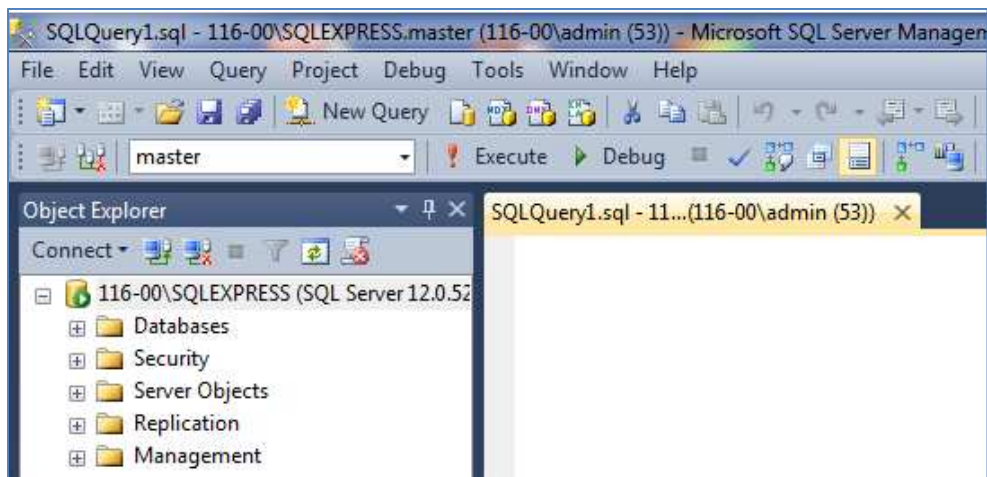 SQLQuery1.sql - 116-00\SQLEXPRESS.master (116-00\admin (53)) - Microsoft SQL Server Managem
File Edit View Query Project Debug Tools Window Help
New Query
master
Execute Debug
Object Explorer
SQLQuery1.sql - 11...(116-00\admin (53))
Connect
116-00\SQLEXPRESS (SQL Server 12.0.52
Databases
Security
Server Objects
Replication
Management